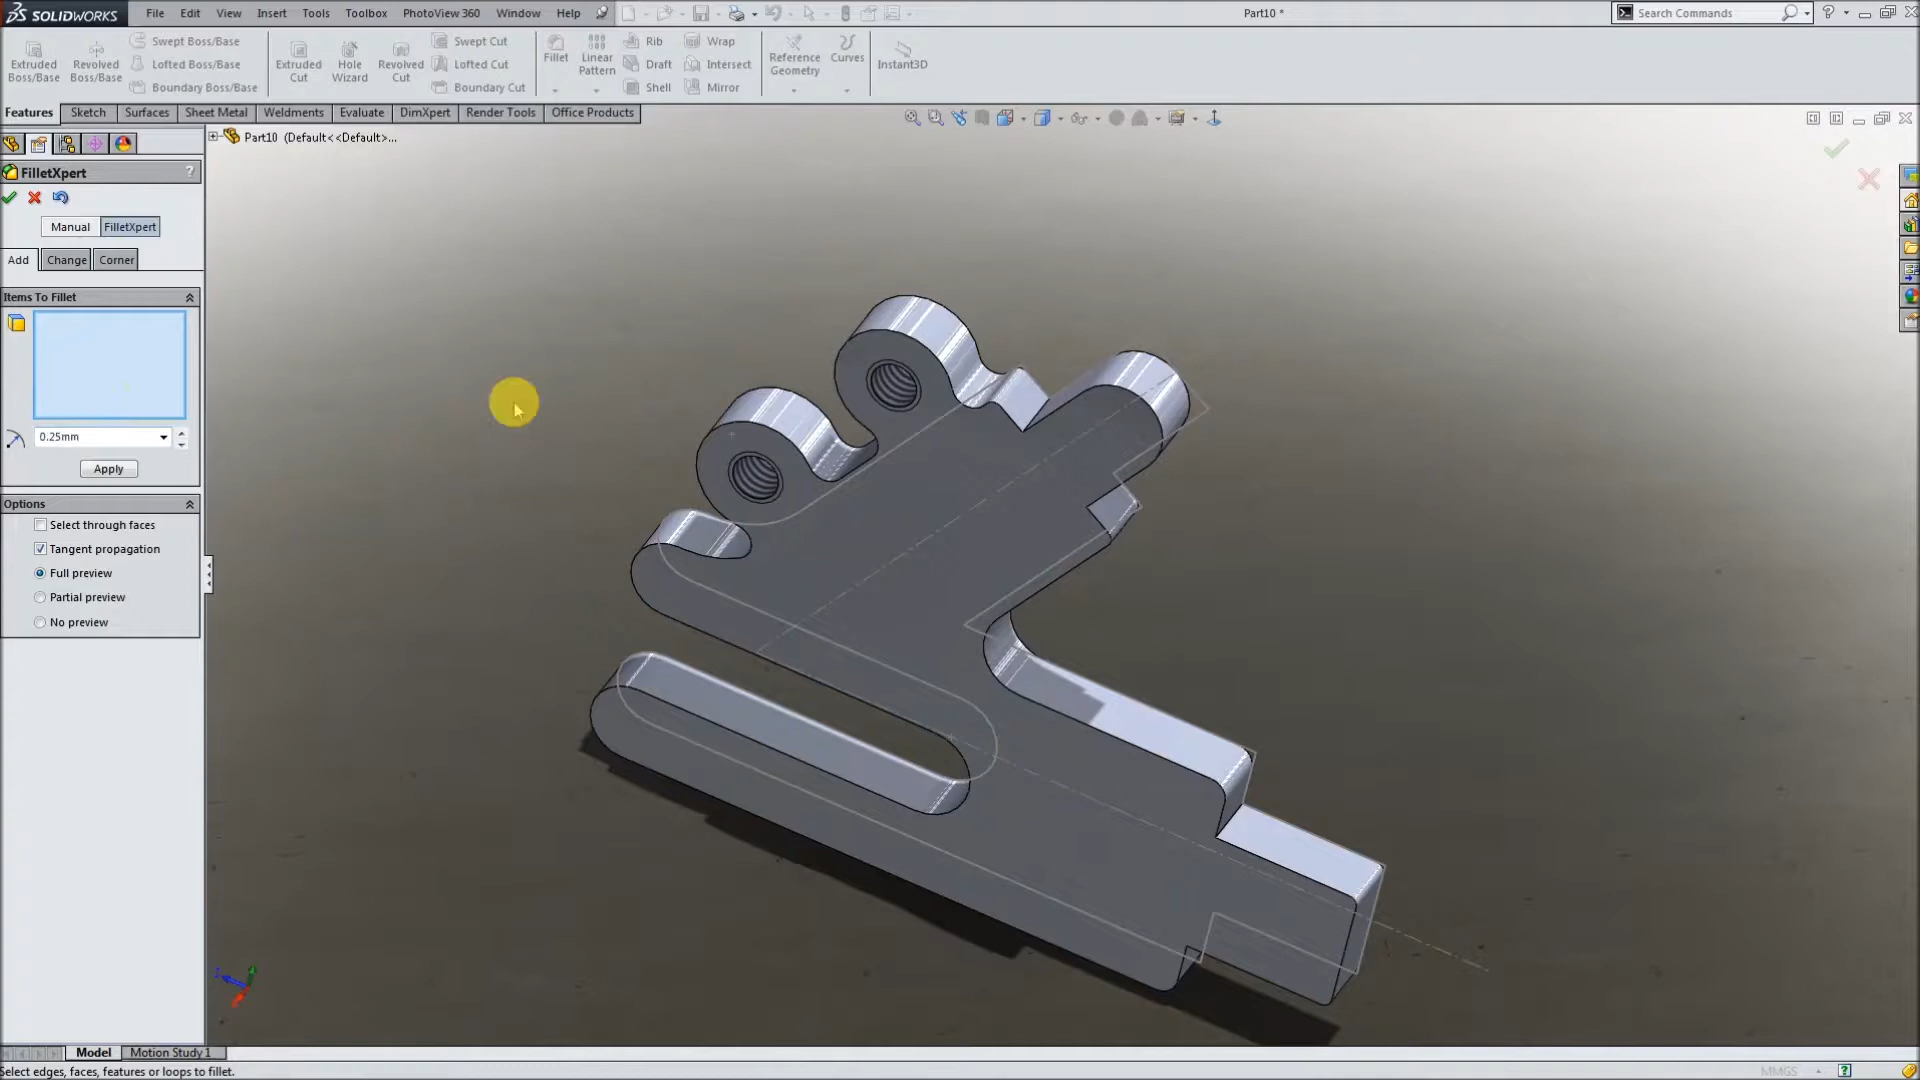 SOLIDWORKS File Edit View Insert Tools Toolbox PhotoView 360 Window Help Part10 * Search Commands
Extruded Boss/Base
Revolved Boss/Base
Swept Boss/Base
Lofted Boss/Base
Boundary Boss/Base
Extruded Cut
Hole Wizard
Revolved Cut
Swept Cut
Lofted Cut
Boundary Cut
Fillet
Linear Pattern
Rib
Draft
Shell
Wrap
Intersect
Mirror
Reference Geometry
Curves
Instant3D
Features Sketch Surfaces Sheet Metal Weldments Evaluate DimXpert Render Tools Office Products
Part10 (Default<<Default>...
FilletXpert ?
Manual FilletXpert
Add Change Corner
Items To Fillet
0.25mm
Apply
Options
Select through faces
Tangent propagation
Full preview
Partial preview
No preview
Model Motion Study 1
Select edges, faces, features or loops to fillet. MMGS